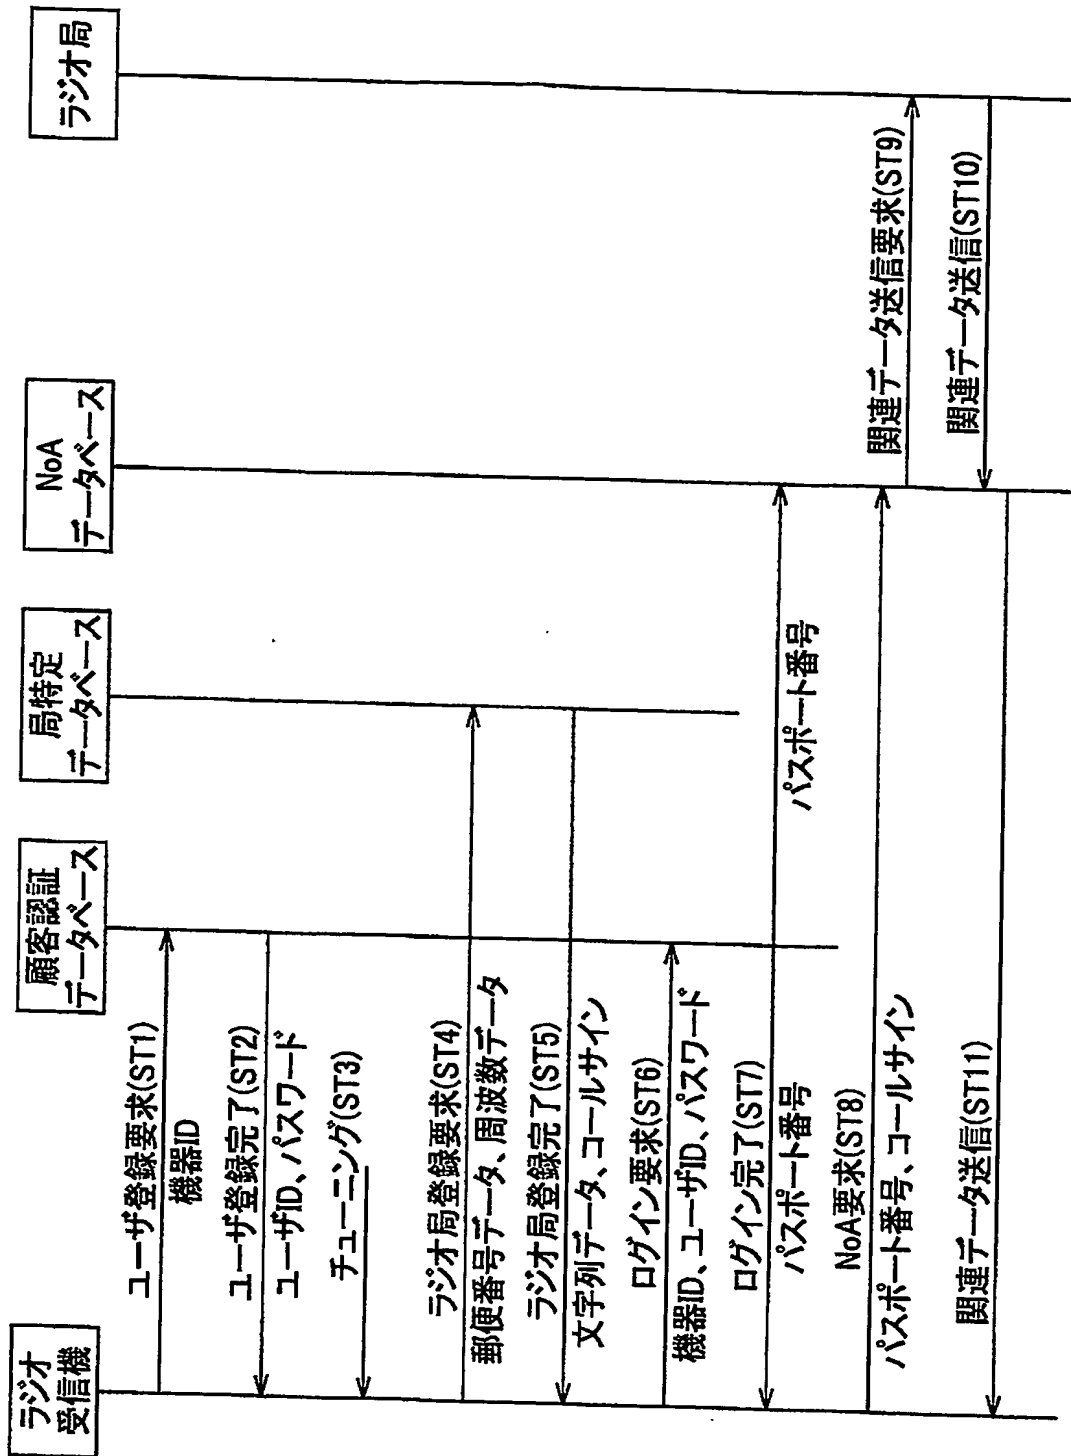 ラジオ
受信機
顧客認証
データベース
局特定
データベース
NoA
データベース
ラジオ局
ユーザ登録要求(ST1)
機器ID
ユーザ登録完了(ST2)
ユーザID、パスワード
チューニング(ST3)
ラジオ局登録要求(ST4)
郵便番号データ、周波数データ
ラジオ局登録完了(ST5)
文字列データ、コールサイン
ログイン要求(ST6)
機器ID、ユーザID、パスワード
ログイン完了(ST7)
パスポート番号
パスポート番号
NoA要求(ST8)
パスポート番号、コールサイン
関連データ送信要求(ST9)
関連データ送信(ST10)
関連データ送信(ST11)